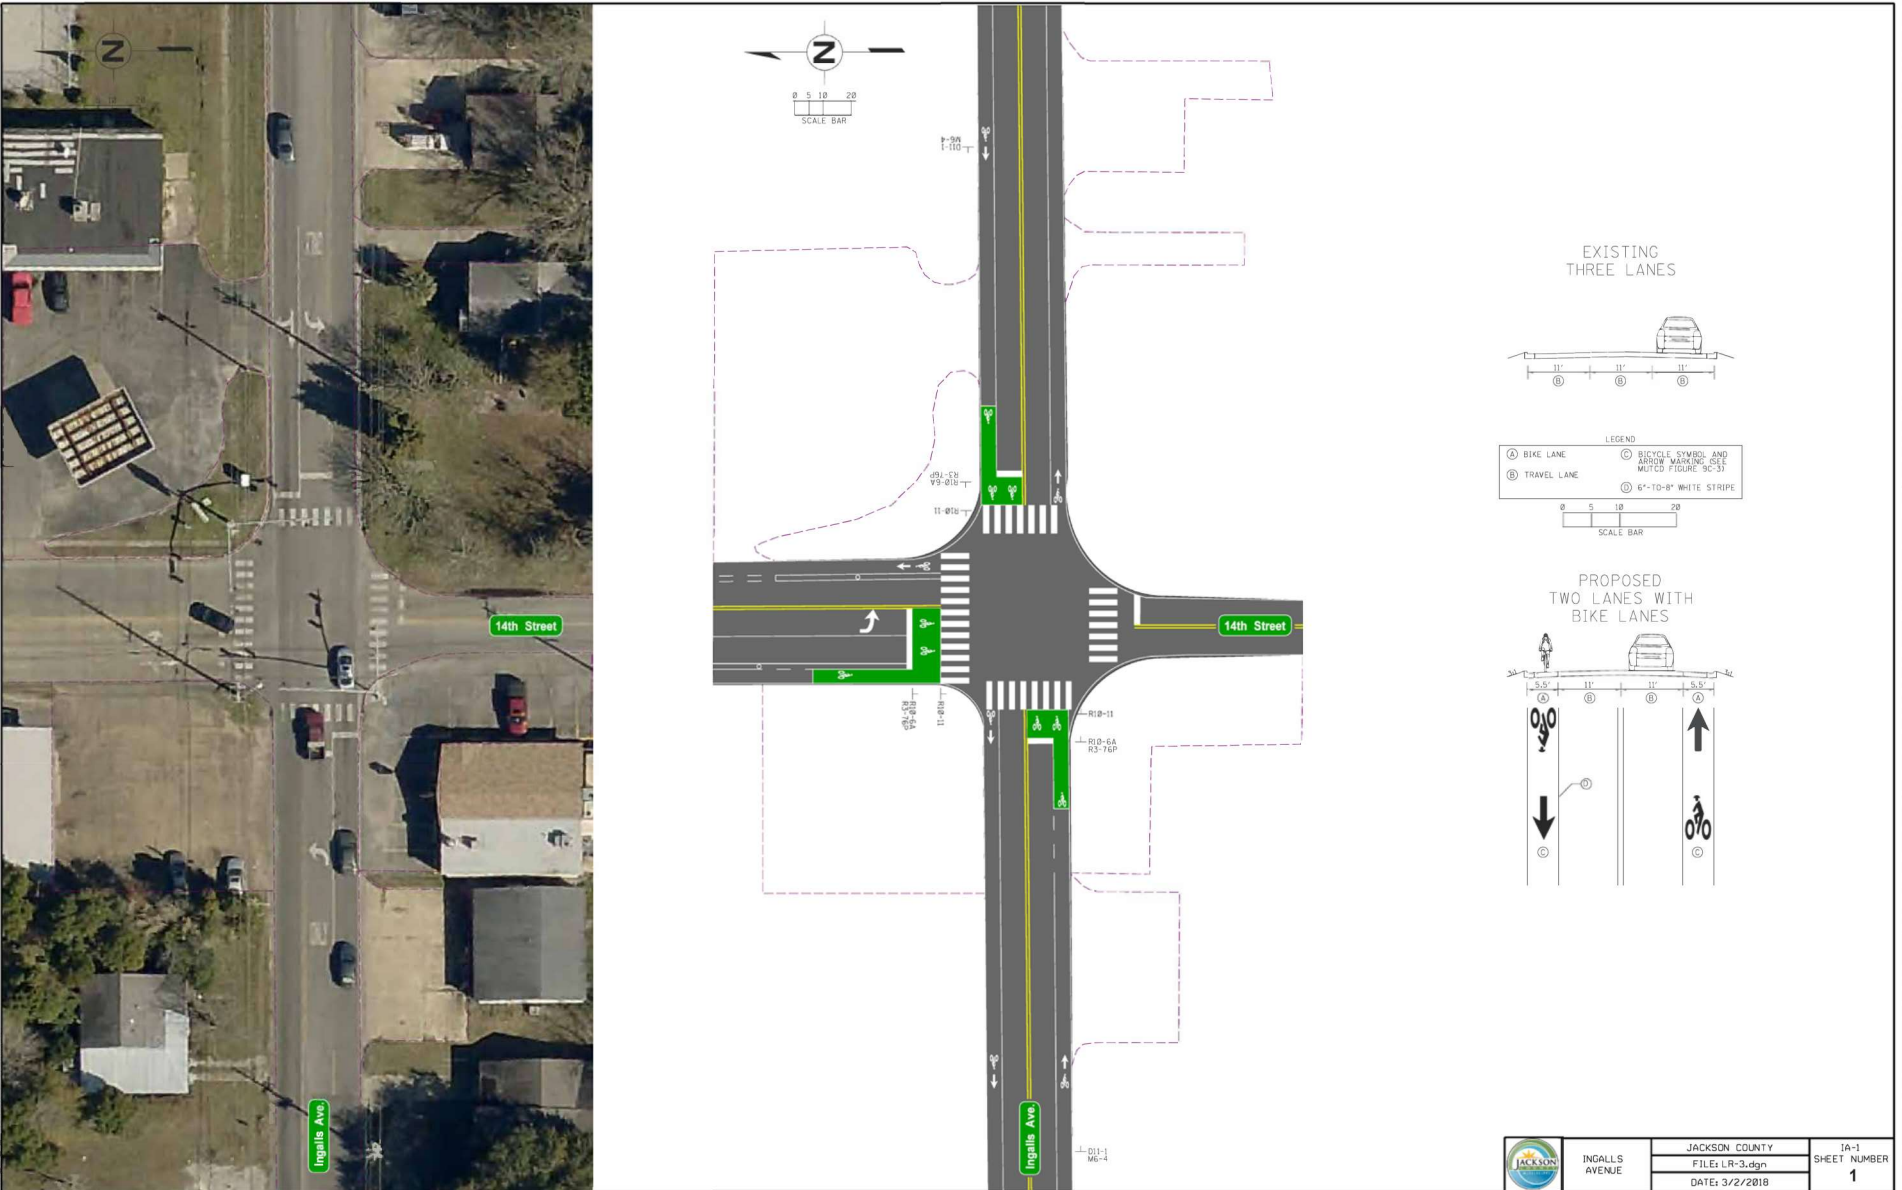 N
N
0 5 10 20
SCALE BAR
D11-1
M6-4
R10-6A
R3-76P
R10-11
14th Street
14th Street
R10-6A
R3-76P
R10-11
R10-11
R10-6A
R3-76P
D11-1
M6-4
Ingalls Ave.
Ingalls Ave.
EXISTING
THREE LANES
11' 11' 11'
B B B
LEGEND
A BIKE LANE
B TRAVEL LANE
C BICYCLE SYMBOL AND
ARROW MARKING (SEE
MUTCD FIGURE 9C-3)
D 6"-TO-8" WHITE STRIPE
0 5 10 20
SCALE BAR
PROPOSED
TWO LANES WITH
BIKE LANES
5.5' 11' 11' 5.5'
A B B A
D
C C
JACKSON
COUNTY
INGALLS
AVENUE
JACKSON COUNTY
FILE: LR-3.dgn
DATE: 3/2/2018
IA-1
SHEET NUMBER
1